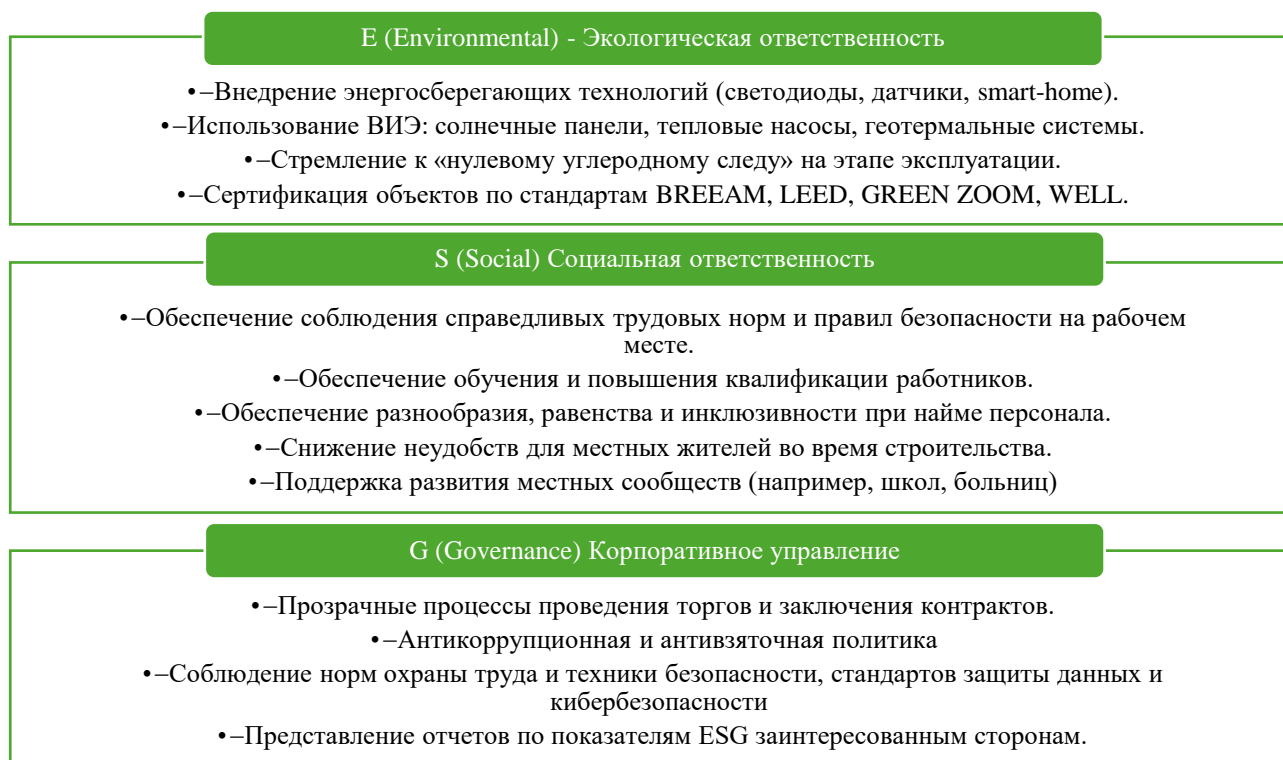 E (Environmental) - Экологическая ответственность
•–Внедрение энергосберегающих технологий (светодиоды, датчики, smart-home).
•–Использование ВИЭ: солнечные панели, тепловые насосы, геотермальные системы.
•–Стремление к «нулевому углеродному следу» на этапе эксплуатации.
•–Сертификация объектов по стандартам BREEAM, LEED, GREEN ZOOM, WELL.
S (Social) Социальная ответственность
•–Обеспечение соблюдения справедливых трудовых норм и правил безопасности на рабочем
месте.
•–Обеспечение обучения и повышения квалификации работников.
•–Обеспечение разнообразия, равенства и инклюзивности при найме персонала.
•–Снижение неудобств для местных жителей во время строительства.
•–Поддержка развития местных сообществ (например, школ, больниц)
G (Governance) Корпоративное управление
•–Прозрачные процессы проведения торгов и заключения контрактов.
•–Антикоррупционная и антивзяточная политика
•–Соблюдение норм охраны труда и техники безопасности, стандартов защиты данных и
кибербезопасности
•–Представление отчетов по показателям ESG заинтересованным сторонам.